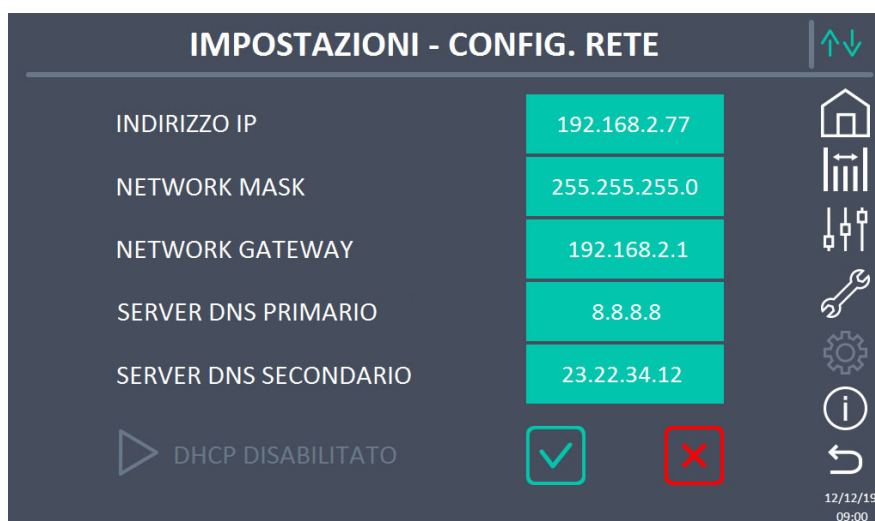 IMPOSTAZIONI - CONFIG. RETE
INDIRIZZO IP 192.168.2.77
NETWORK MASK 255.255.255.0
NETWORK GATEWAY 192.168.2.1
SERVER DNS PRIMARIO 8.8.8.8
SERVER DNS SECONDARIO 23.22.34.12
DHCP DISABILITATO
12/12/19
09:00